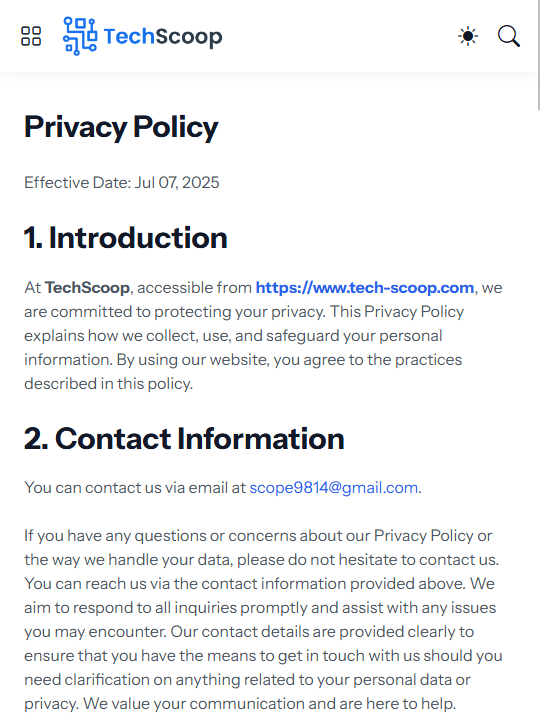 TechScoop
Privacy Policy
Effective Date: Jul 07, 2025
1. Introduction
At TechScoop, accessible from https://www.tech-scoop.com, we
are committed to protecting your privacy. This Privacy Policy
explains how we collect, use, and safeguard your personal
information. By using our website, you agree to the practices
described in this policy.
2. Contact Information
You can contact us via email at scope9814@gmail.com.
If you have any questions or concerns about our Privacy Policy or
the way we handle your data, please do not hesitate to contact us.
You can reach us via the contact information provided above. We
aim to respond to all inquiries promptly and assist with any issues
you may encounter. Our contact details are provided clearly to
ensure that you have the means to get in touch with us should you
need clarification on anything related to your personal data or
privacy. We value your communication and are here to help.